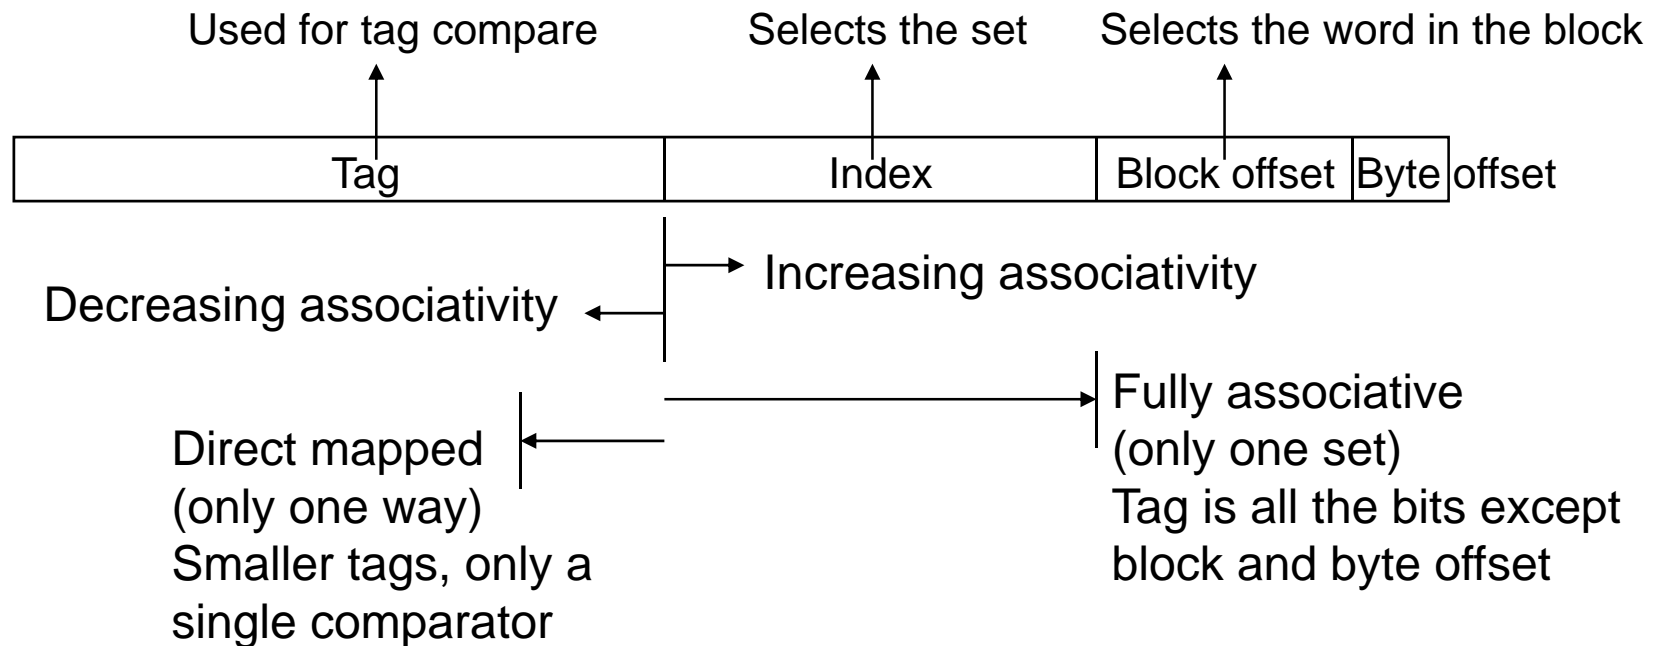 Used for tag compare
Selects the set
Selects the word in the block
Tag
Index
Block offset
Byte offset
Increasing associativity
Decreasing associativity
Fully associative
(only one set)
Tag is all the bits except
block and byte offset
Direct mapped
(only one way)
Smaller tags, only a
single comparator